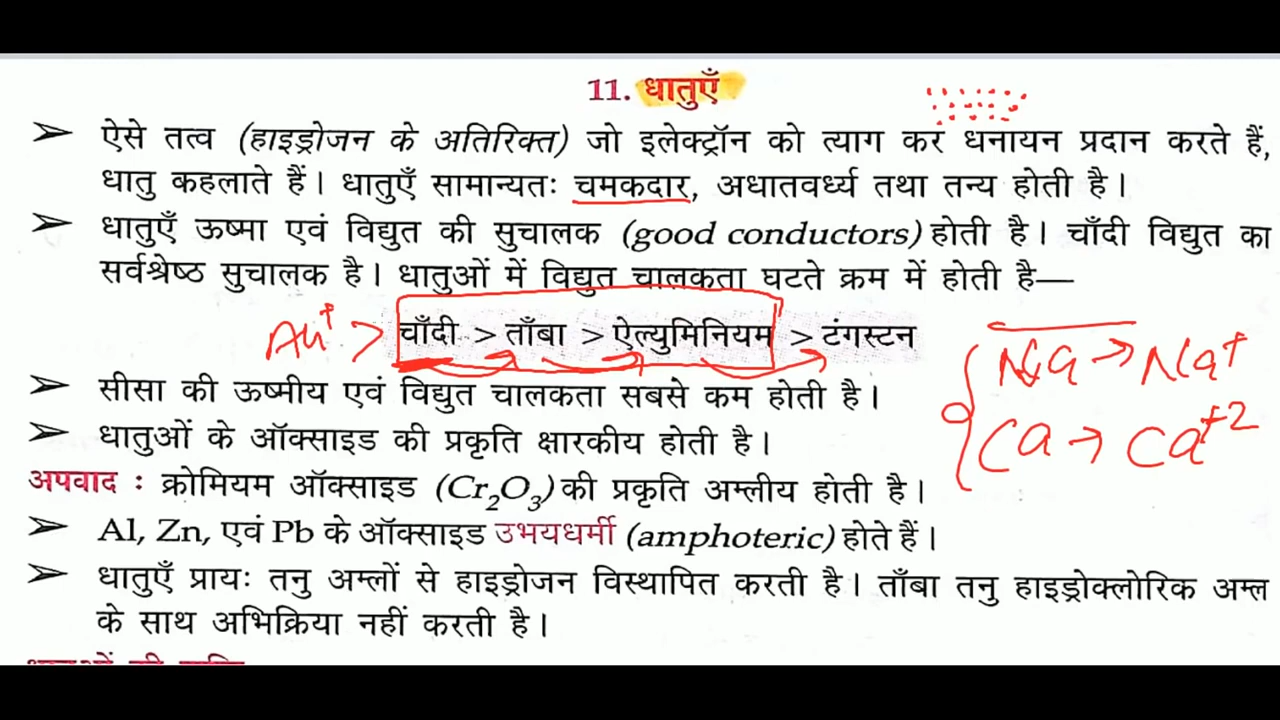 11. धातुएँ
➤ ऐसे तत्व (हाइड्रोजन के अतिरिक्त) जो इलेक्ट्रॉन को त्याग कर धनायन प्रदान करते हैं,
धातु कहलाते हैं। धातुएँ सामान्यतः चमकदार, अघातवर्ध्य तथा तन्य होती है।
➤ धातुएँ ऊष्मा एवं विद्युत की सुचालक (good conductors) होती है। चाँदी विद्युत का
सर्वश्रेष्ठ सुचालक है। धातुओं में विद्युत चालकता घटते क्रम में होती है—
Au+ > चाँदी > ताँबा > ऐल्युमिनियम > टंगस्टन
Na → Na+
➤ सीसा की ऊष्मीय एवं विद्युत चालकता सबसे कम होती है।
Ca → Ca+2
➤ धातुओं के ऑक्साइड की प्रकृति क्षारकीय होती है।
अपवाद : क्रोमियम ऑक्साइड (Cr2O3) की प्रकृति अम्लीय होती है।
➤ Al, Zn, एवं Pb के ऑक्साइड उभयधर्मी (amphoteric) होते हैं।
➤ धातुएँ प्रायः तनु अम्लों से हाइड्रोजन विस्थापित करती है। ताँबा तनु हाइड्रोक्लोरिक अम्ल
के साथ अभिक्रिया नहीं करती है।